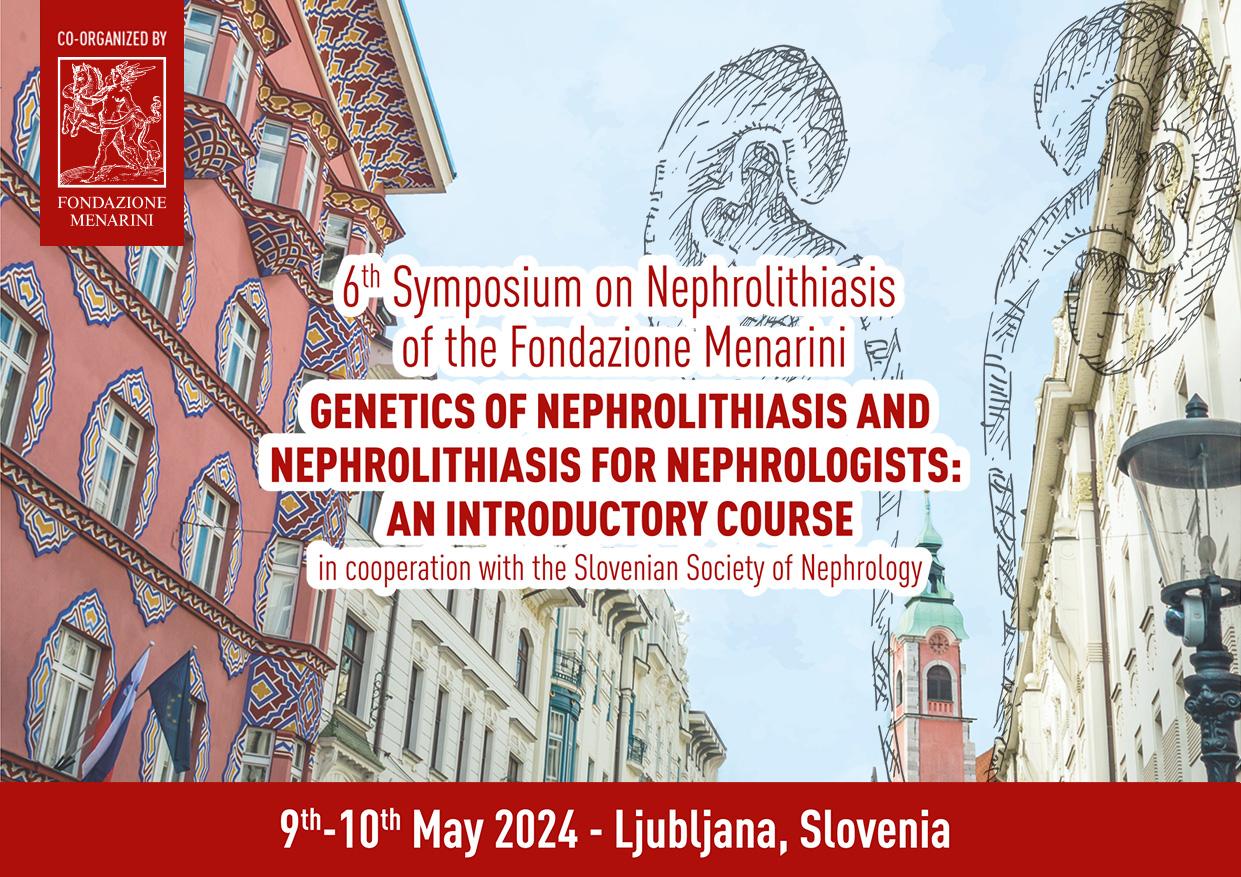 CO-ORGANIZED BY
FONDAZIONE
MENARINI
6th Symposium on Nephrolithiasis
of the Fondazione Menarini
GENETICS OF NEPHROLITHIASIS AND
NEPHROLITHIASIS FOR NEPHROLOGISTS:
AN INTRODUCTORY COURSE
in cooperation with the Slovenian Society of Nephrology
9th-10th May 2024 - Ljubljana, Slovenia